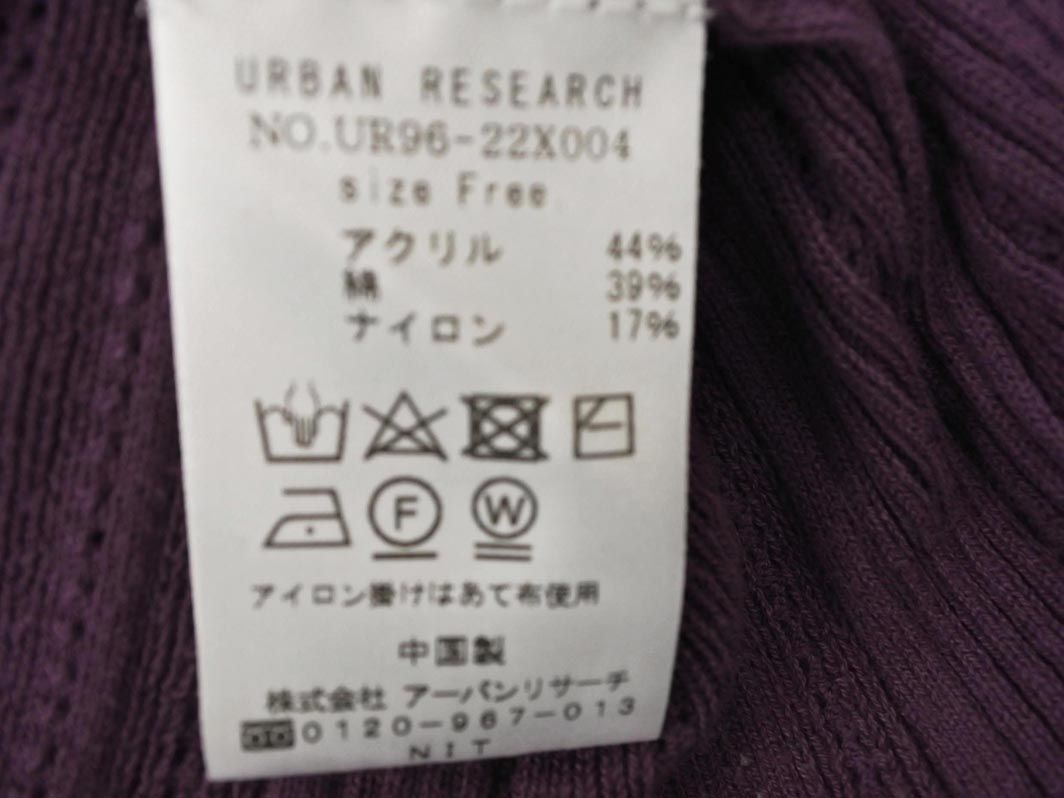 URBAN RESEARCH
NO.UR96-22X004
size Free
アクリル 44%
綿 39%
ナイロン 17%
F W
アイロン掛けはあて布使用
中国製
株式会社 アーバンリサーチ
0120-967-013
NIT